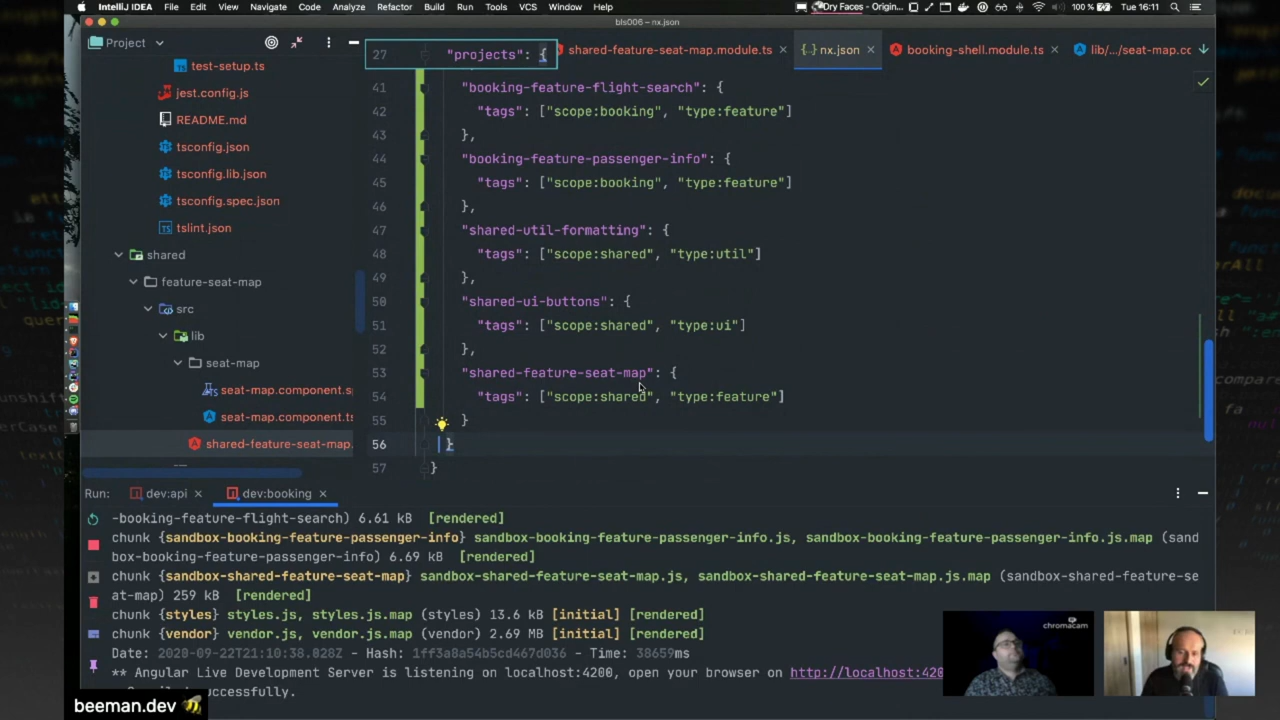 IntelliJ IDEA File Edit View Navigate Code Analyze Refactor Build Run Tools VCS Window Help Dry Faces - Origin... 100 % Tue 16:11
bls006 – nx.json
Project
27 "projects": {
shared-feature-seat-map.module.ts
nx.json
booking-shell.module.ts
lib/.../seat-map.co
test-setup.ts
jest.config.js
README.md
tsconfig.json
tsconfig.lib.json
tsconfig.spec.json
tslint.json
shared
feature-seat-map
src
lib
seat-map
seat-map.component.s
seat-map.component.ts
shared-feature-seat-map.
41 "booking-feature-flight-search": {
42 "tags": ["scope:booking", "type:feature"]
43 },
44 "booking-feature-passenger-info": {
45 "tags": ["scope:booking", "type:feature"]
46 },
47 "shared-util-formatting": {
48 "tags": ["scope:shared", "type:util"]
49 },
50 "shared-ui-buttons": {
51 "tags": ["scope:shared", "type:ui"]
52 },
53 "shared-feature-seat-map": {
54 "tags": ["scope:shared", "type:feature"]
55 }
56 }
57 }
Run: dev:api dev:booking
-booking-feature-flight-search) 6.61 kB [rendered]
chunk {sandbox-booking-feature-passenger-info} sandbox-booking-feature-passenger-info.js, sandbox-booking-feature-passenger-info.js.map (sand
box-booking-feature-passenger-info) 6.69 kB [rendered]
chunk {sandbox-shared-feature-seat-map} sandbox-shared-feature-seat-map.js, sandbox-shared-feature-seat-map.js.map (sandbox-shared-feature-se
at-map) 259 kB [rendered]
chunk {styles} styles.js, styles.js.map (styles) 13.6 kB [initial] [rendered]
chunk {vendor} vendor.js, vendor.js.map (vendor) 2.69 MB [initial] [rendered]
Date: 2020-09-22T21:10:38.028Z - Hash: 1ff3a8a54b5cd467d036 - Time: 38659ms
** Angular Live Development Server is listening on localhost:4200, open your browser on http://localhost:420
successfully.
chromacam
beeman.dev